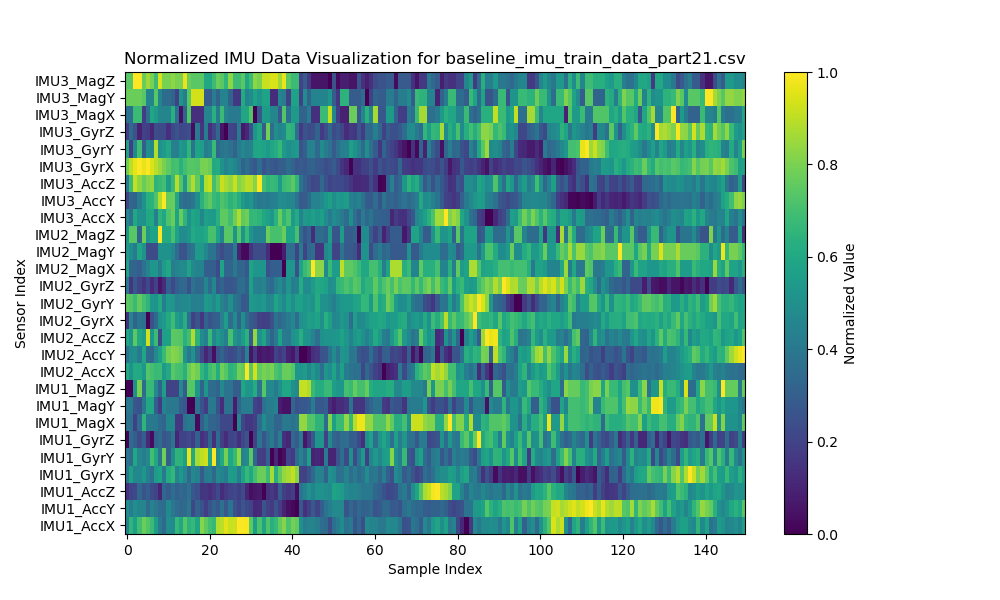 Normalized IMU Data Visualization for baseline_imu_train_data_part21.csv
IMU3_MagZ
IMU3_MagY
IMU3_MagX
IMU3_GyrZ
IMU3_GyrY
IMU3_GyrX
IMU3_AccZ
IMU3_AccY
IMU3_AccX
IMU2_MagZ
IMU2_MagY
IMU2_MagX
IMU2_GyrZ
IMU2_GyrY
IMU2_GyrX
IMU2_AccZ
IMU2_AccY
IMU2_AccX
IMU1_MagZ
IMU1_MagY
IMU1_MagX
IMU1_GyrZ
IMU1_GyrY
IMU1_GyrX
IMU1_AccZ
IMU1_AccY
IMU1_AccX
Sensor Index
0 20 40 60 80 100 120 140
Sample Index
1.0
0.8
0.6
0.4
0.2
0.0
Normalized Value